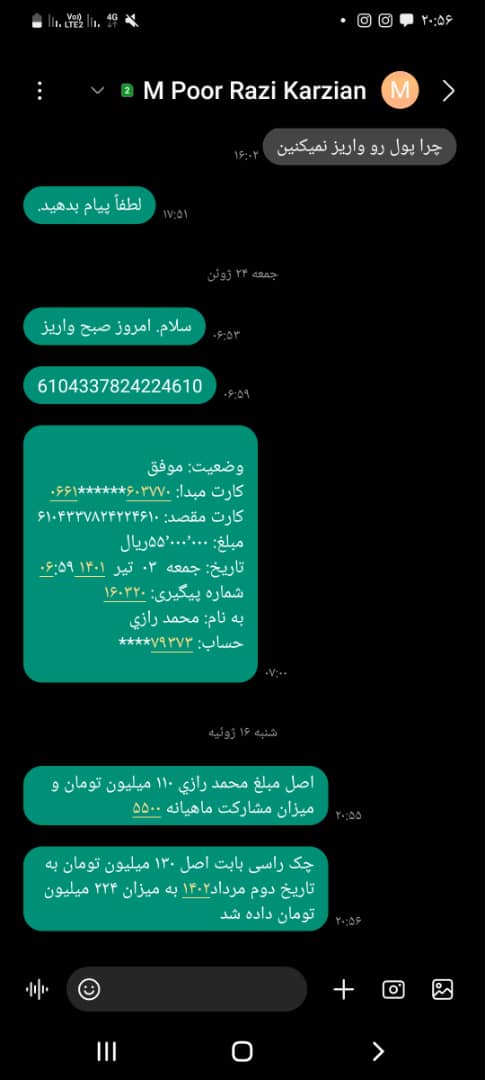 Voo) LTE2 4G
۲۰:۵۶
M Poor Razi Karzian
2
M
چرا پول رو واریز نمیکنین
۱۶:۰۲
لطفاً پیام بدهید.
۱۷:۵۱
جمعه ۲۴ ژوئن
سلام. امروز صبح واریز
۰۶:۵۳
6104337824224610
۰۶:۵۹
وضعیت: موفق
کارت مبدا: ۶۰۳۷۷۰******۰۶۶۱
کارت مقصد: ۶۱۰۴۳۳۷۸۲۴۲۲۴۶۱۰
مبلغ: ۵۵٬۰۰۰٬۰۰۰ریال
تاریخ: جمعه ۰۳ تیر ۱۴۰۱ ۰۶:۵۹
شماره پیگیری: ۱۶۰۳۲۰
به نام: محمد رازي
حساب: ۷۹۳۷۳****
۰۷:۰۰
شنبه ۱۶ ژوئیه
اصل مبلغ محمد رازي ۱۱۰ میلیون تومان و
میزان مشارکت ماهیانه ۵۵۰۰
۲۰:۵۵
چک راسی بابت اصل ۱۳۰ میلیون تومان به
تاریخ دوم مرداد۱۴۰۲ به میزان ۲۲۴ میلیون
تومان داده شد
۲۰:۵۶